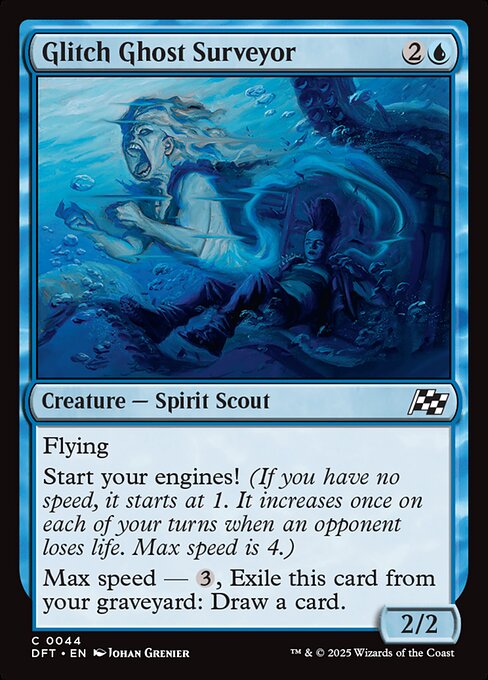 Glitch Ghost Surveyor 2
Creature — Spirit Scout
Flying
Start your engines! (If you have no
speed, it starts at 1. It increases once on
each of your turns when an opponent
loses life. Max speed is 4.)
Max speed — 3, Exile this card from
your graveyard: Draw a card.
2/2
C 0044
DFT • EN Johan Grenier
™ & © 2025 Wizards of the Coast